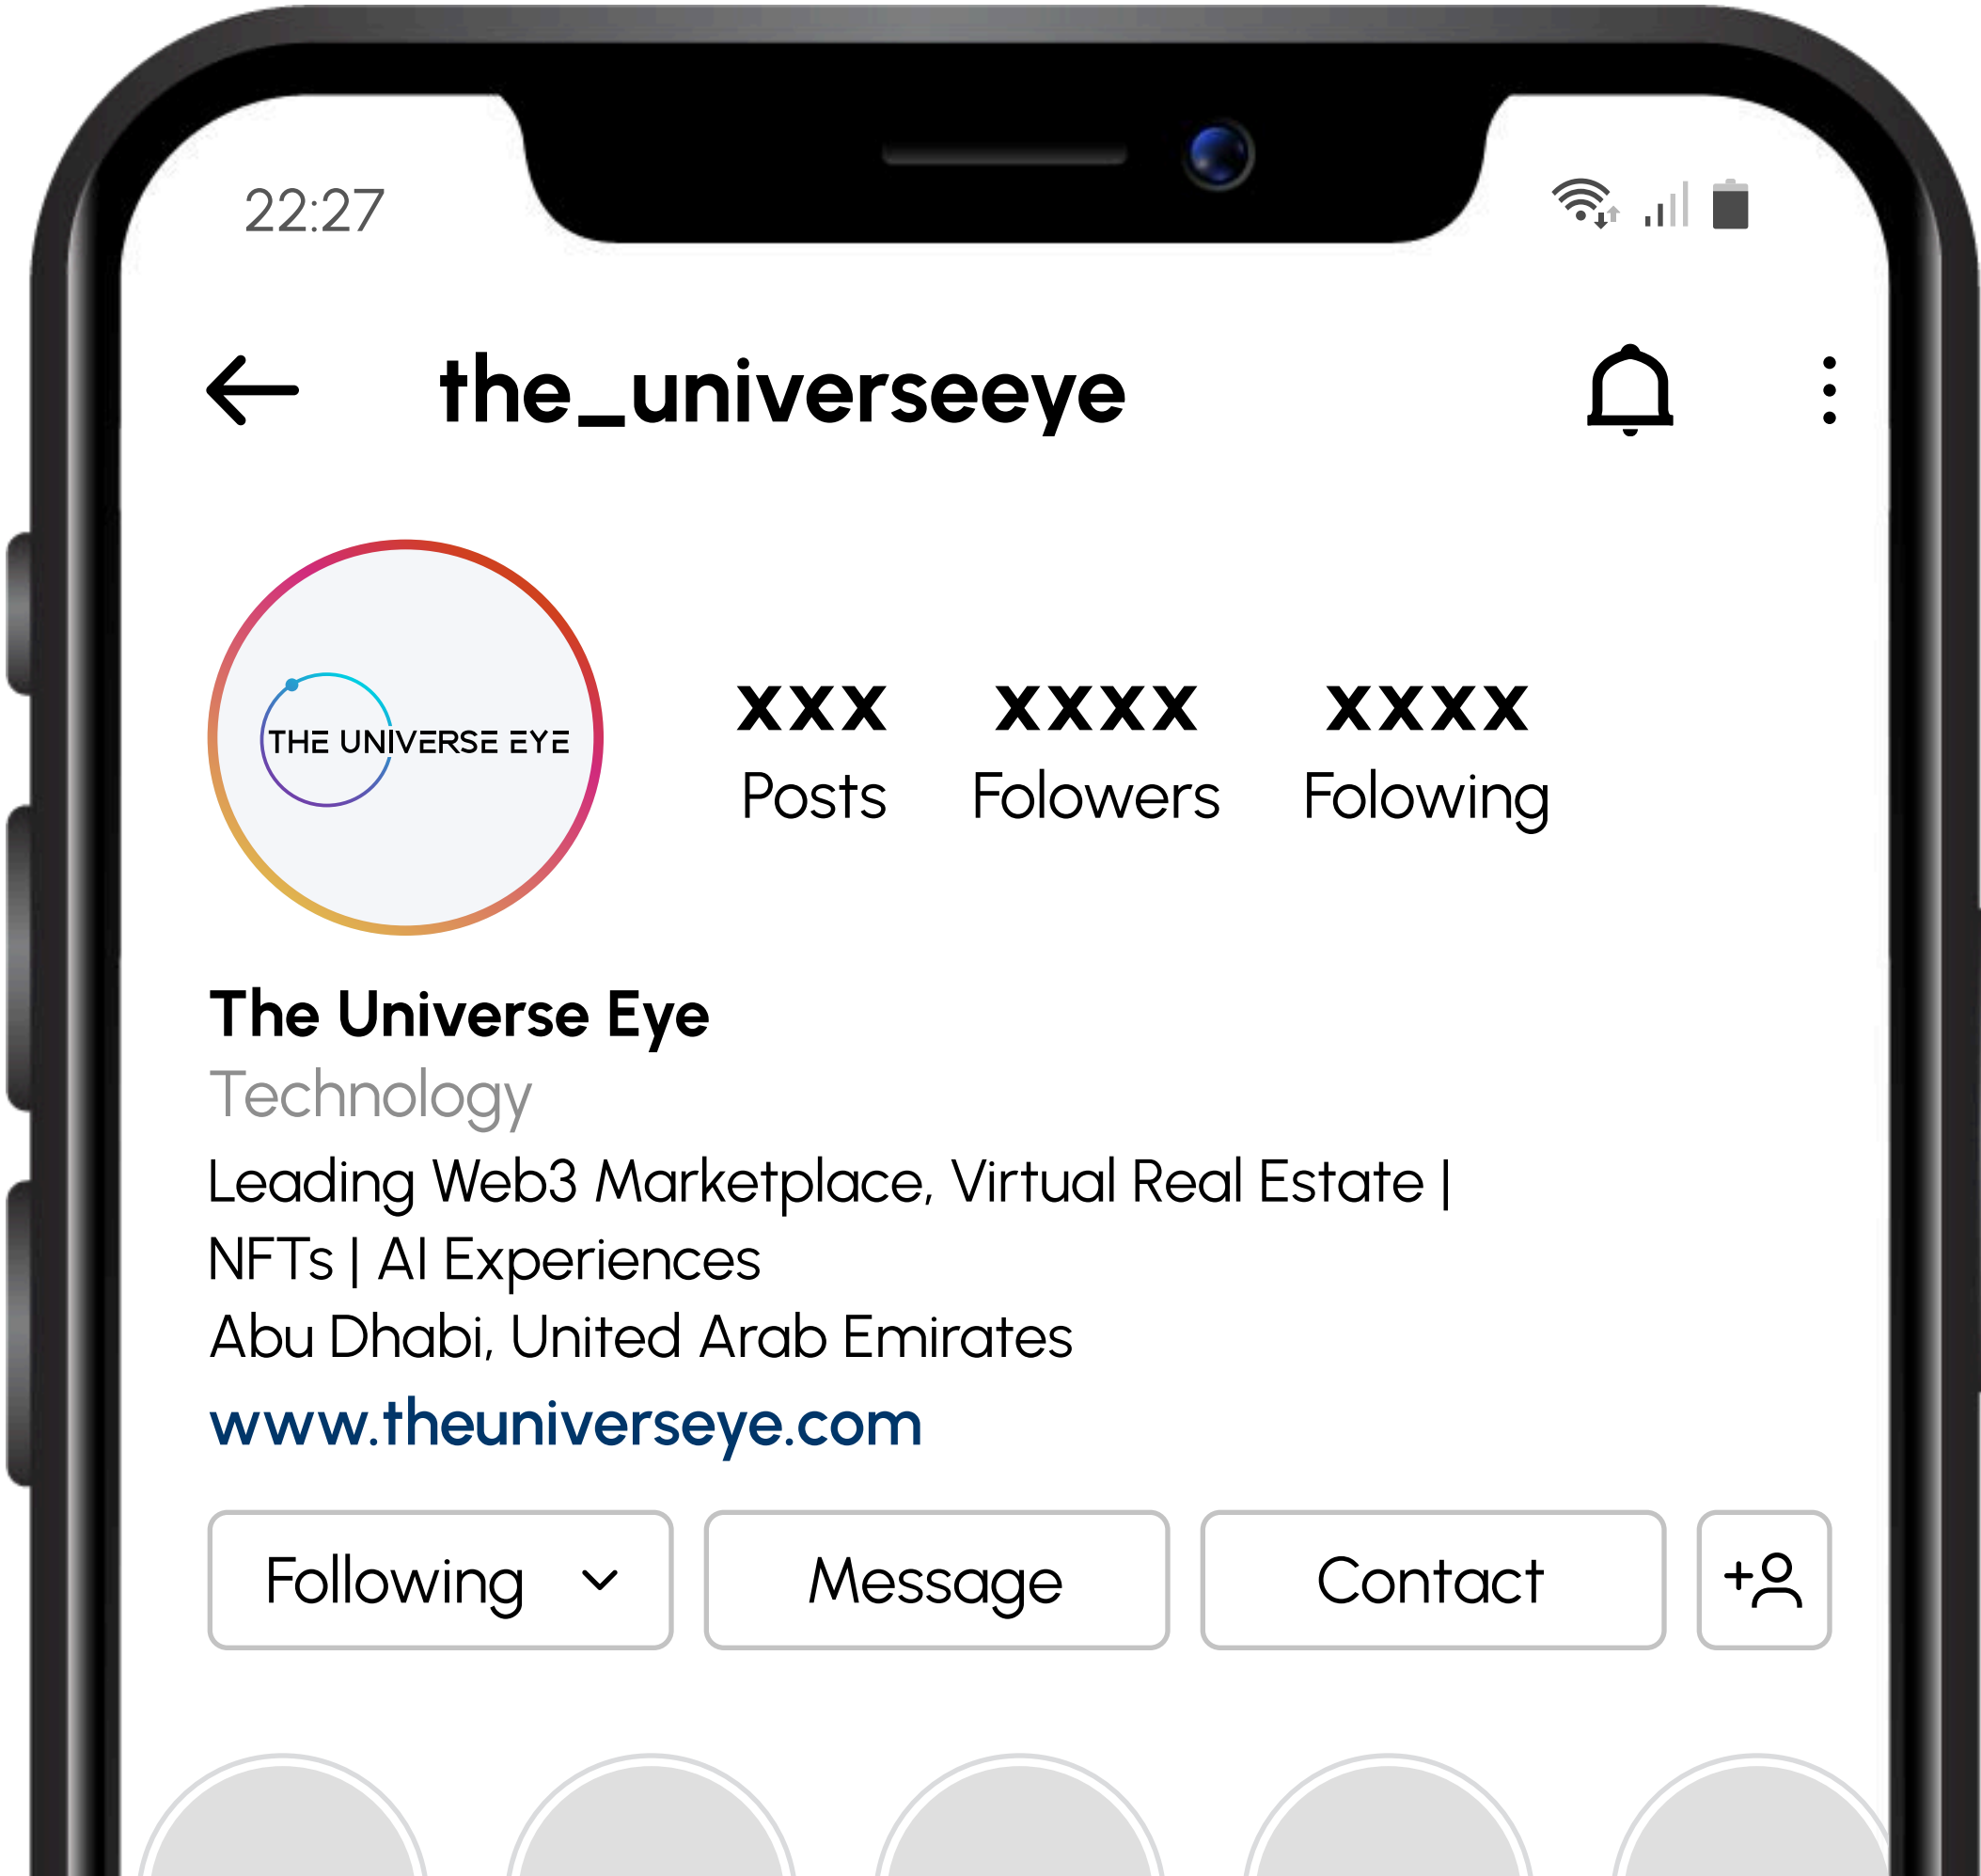 22:27
the_universeeye
THE UNIVERSE EYE
xxx xxxx xxxx
Posts Folowers Folowing
The Universe Eye
Technology
Leading Web3 Marketplace, Virtual Real Estate |
NFTs | AI Experiences
Abu Dhabi, United Arab Emirates
www.theuniverseye.com
Following Message Contact